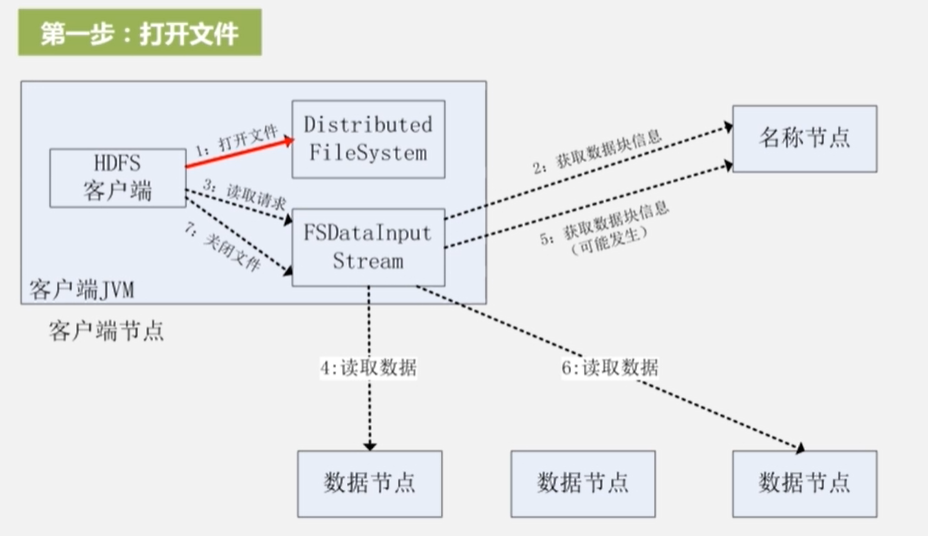 第一步：打开文件
Distributed
FileSystem
1: 打开文件
HDFS
客户端
3: 读取请求
7: 关闭文件
FSDataInput
Stream
客户端JVM
客户端节点
2: 获取数据块信息
5: 获取数据块信息
（可能发生）
名称节点
4:读取数据
6:读取数据
数据节点
数据节点
数据节点